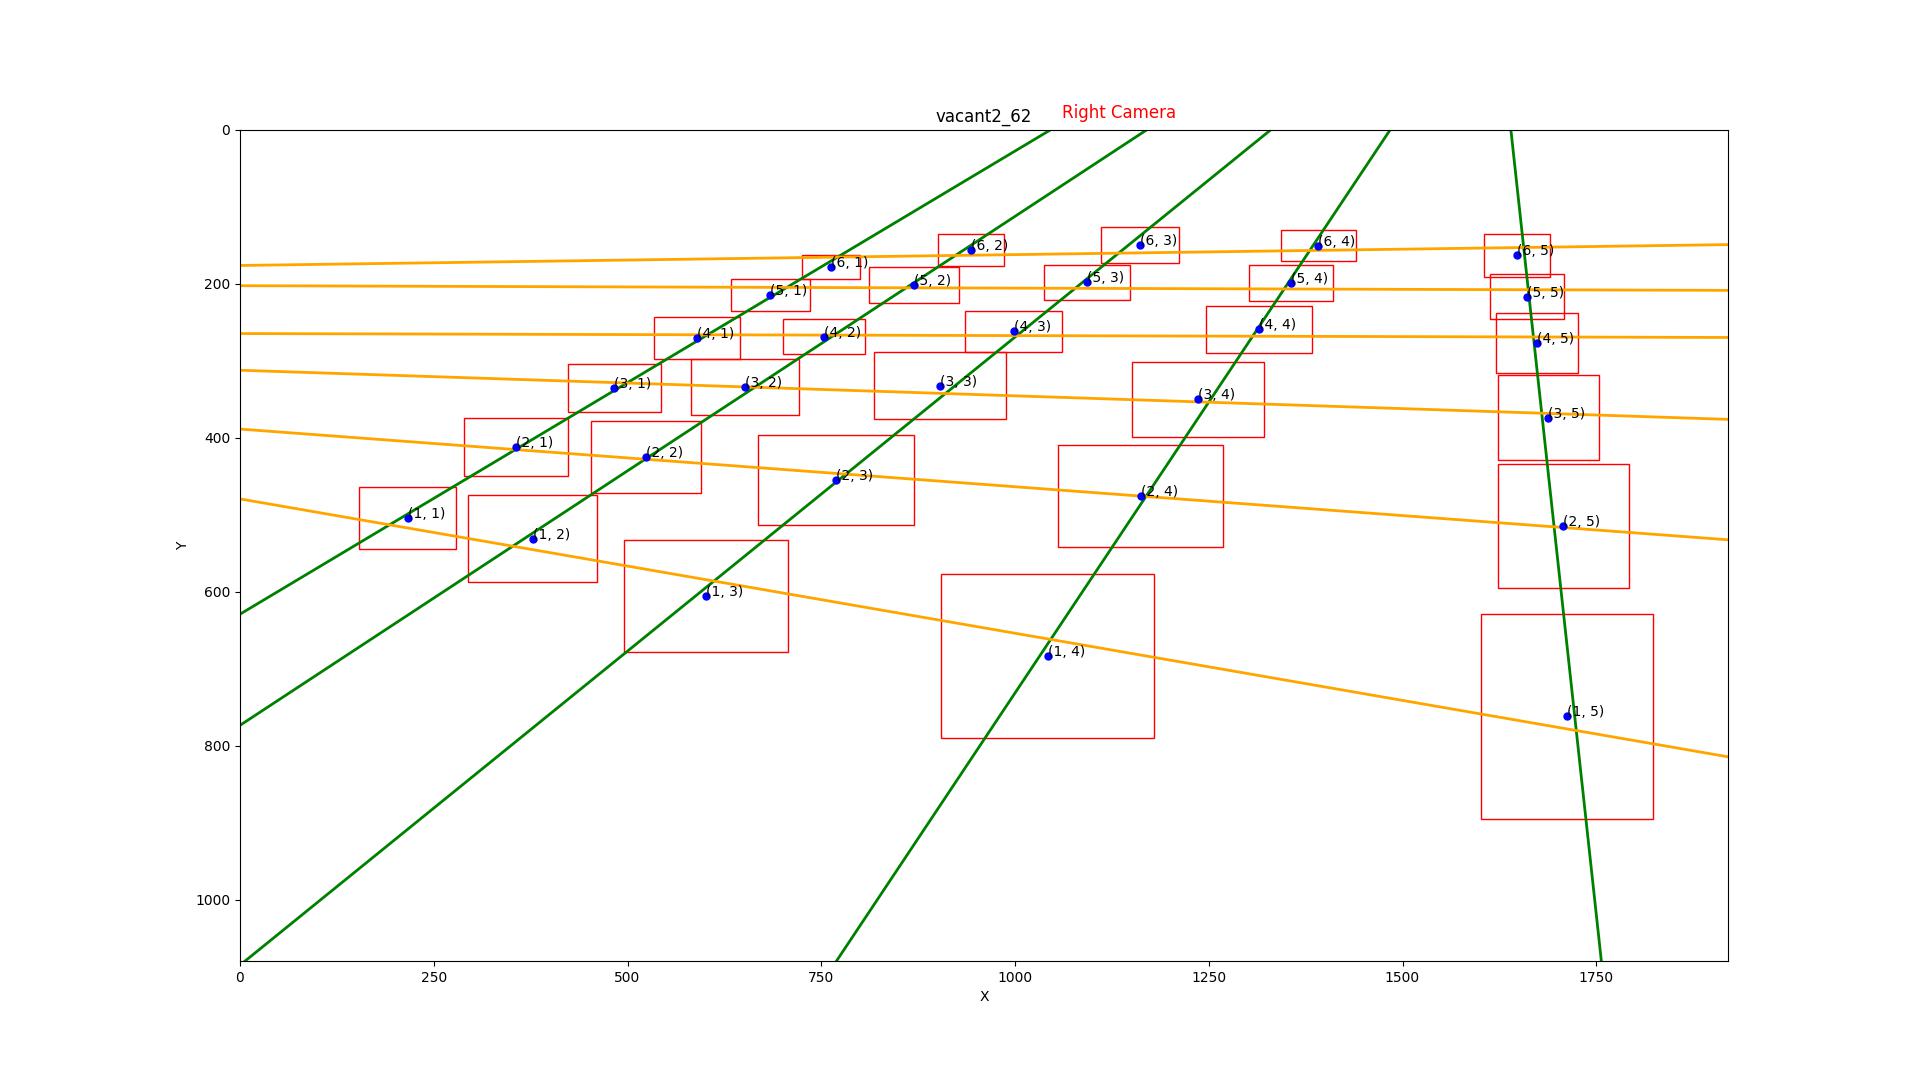 vacant2_62 Right Camera
0
(6, 1) (6, 2) (6, 3) (6, 4) (6, 5)
200
(5, 1) (5, 2) (5, 3) (5, 4) (5, 5)
(4, 1) (4, 2) (4, 3) (4, 4) (4, 5)
(3, 1) (3, 2) (3, 3) (3, 4) (3, 5)
400
(2, 1) (2, 2) (2, 3) (2, 4) (2, 5)
(1, 1) (1, 2) (1, 3) (1, 4) (1, 5)
Y
600
800
1000
0 250 500 750 1000 1250 1500 1750
X